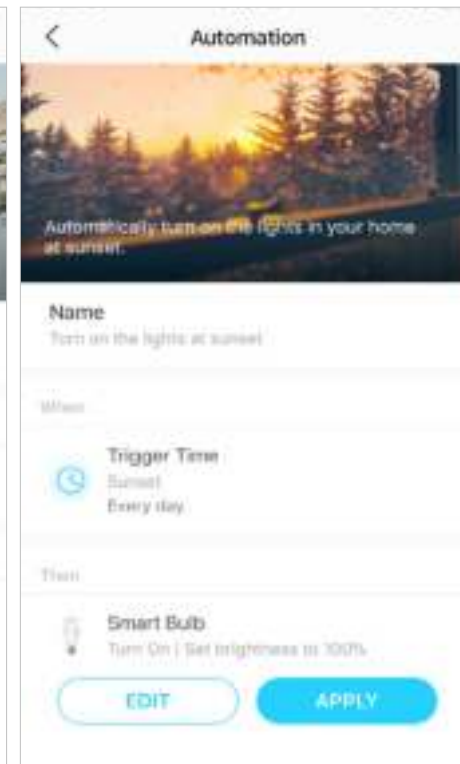 Automation
Automatically turn on the lights in your home
at sunset.
Name
Turn on the lights at sunset
When
Trigger Time
Sunset
Every day
Then
Smart Bulb
Turn On | Set brightness to 100%
EDIT
APPLY